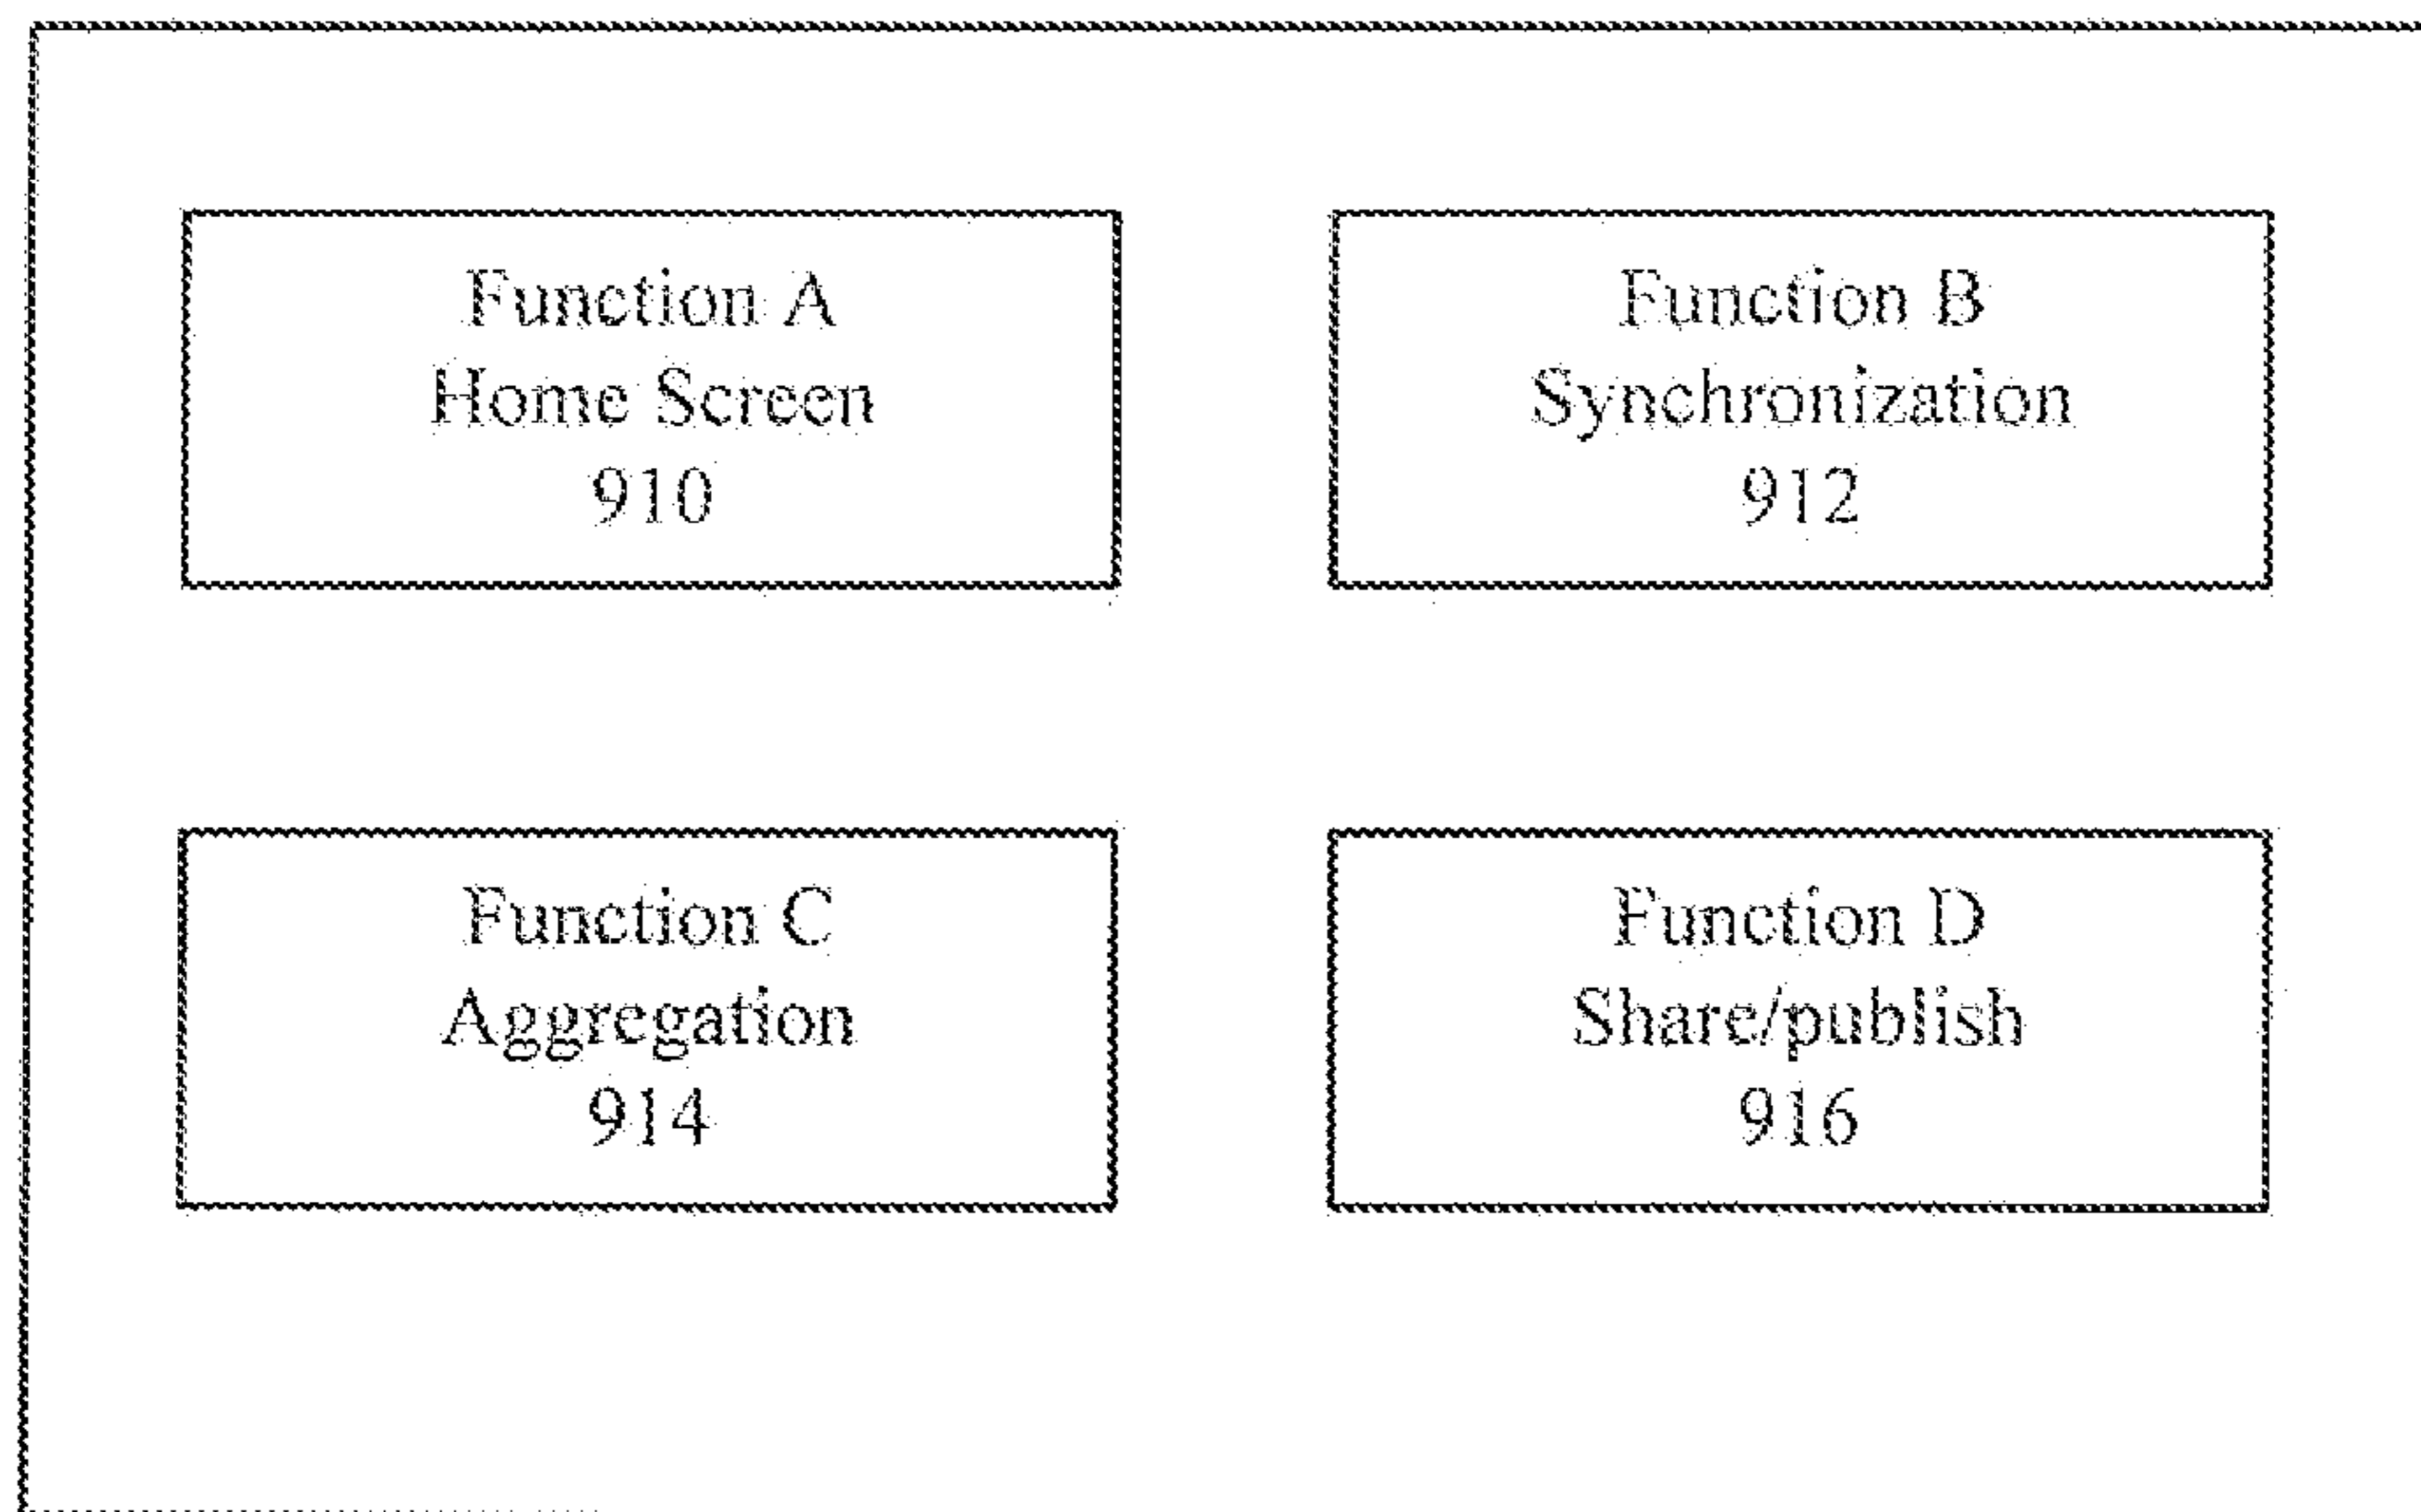 Function A
Home Screen
910
Function B
Synchronization
912
Function C
Aggregation
914
Function D
Share/publish
916